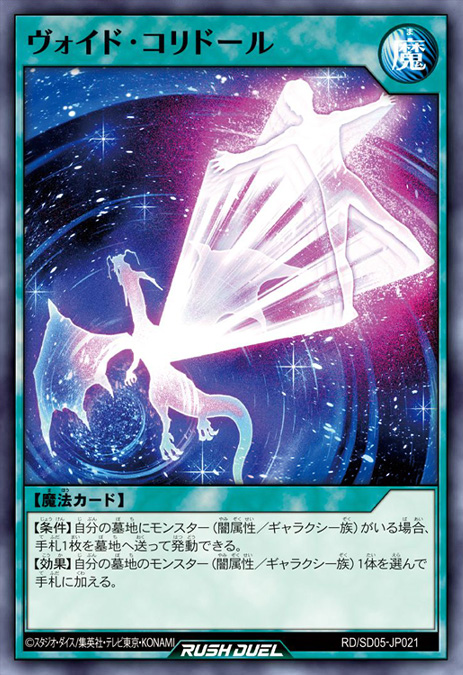 ヴォイド・コリドール
魔
【魔法カード】
【条件】自分の墓地にモンスター(闇属性/ギャラクシー族)がいる場合、
手札1枚を墓地へ送って発動できる。
【効果】自分の墓地のモンスター(闇属性/ギャラクシー族)1体を選んで
手札に加える。
©スタジオ・ダイス/集英社・テレビ東京・KONAMI
RUSH DUEL
RD/SD05-JP021